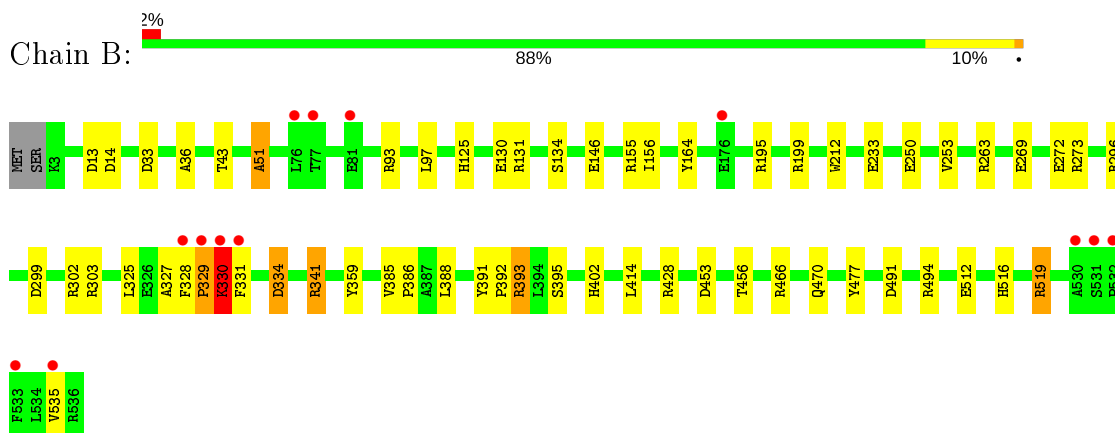 2%
Chain B:
88% 10% •
MET SER K3 D13 D14 D33 A36 T43 A51 L76 T77 E81 R93 L97 H125 E130 R131 S134 E146 R155 I156 Y164 E176 R195 R199 W212 E233 E250 V253 R263 E269 E272 R273 R296
D299 R302 R303 L325 E326 A327 F328 P329 K330 F331 D334 R341 Y359 V385 P386 A387 L388 Y391 P392 R393 L394 S395 H402 L414 R428 D453 T456 R466 Q470 Y477 D491 R494 E512 H516 R519 A530 S531
F533 L534 V535 R536